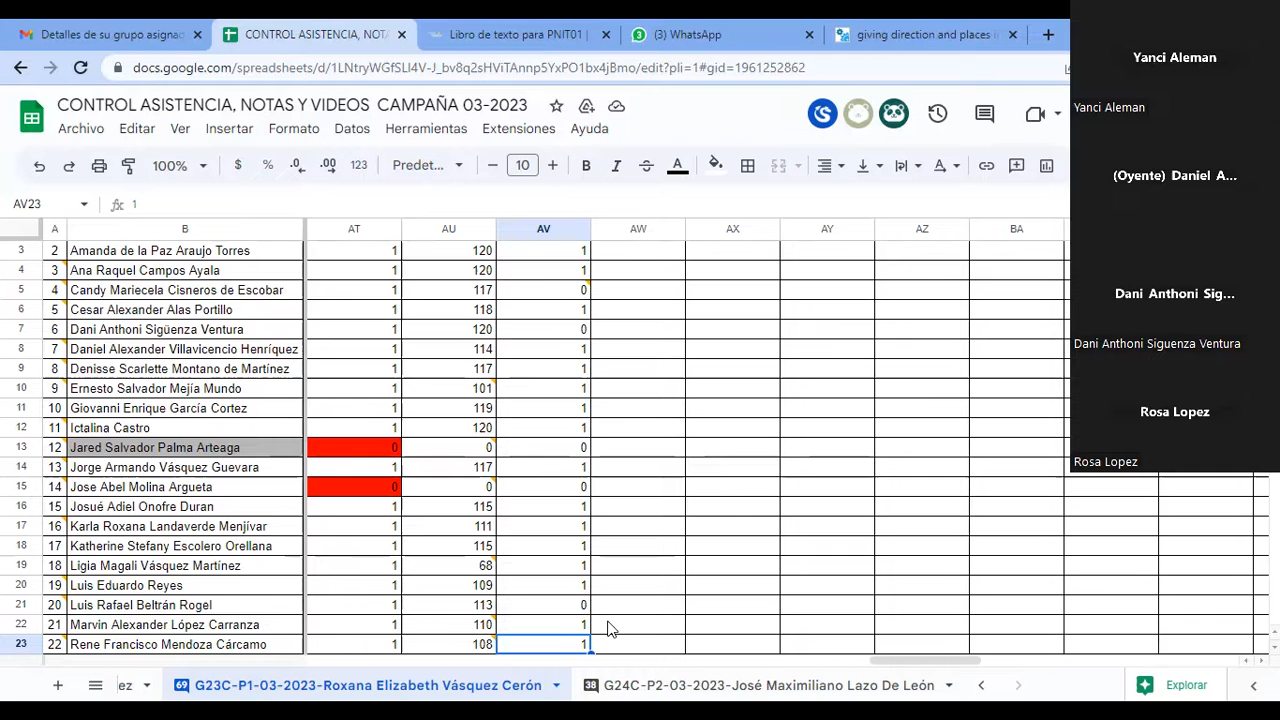 Detalles de su grupo asignad
CONTROL ASISTENCIA, NOTA
Libro de texto para PNIT01 |
(3) WhatsApp
giving direction and places i
docs.google.com/spreadsheets/d/1LNtryWGfSLl4V-J_bv8q2sHViTAnnp5YxPO1bx4jBmo/edit?pli=1#gid=1961252862
CONTROL ASISTENCIA, NOTAS Y VIDEOS CAMPAÑA 03-2023
Archivo Editar Ver Insertar Formato Datos Herramientas Extensiones Ayuda
100% $ % .0 .00 123 Predet... − 10 + B I A
AV23 fx 1
A B AT AU AV AW AX AY AZ BA
3 2 Amanda de la Paz Araujo Torres 1 120 1
4 3 Ana Raquel Campos Ayala 1 120 1
5 4 Candy Mariecela Cisneros de Escobar 1 117 0
6 5 Cesar Alexander Alas Portillo 1 118 1
7 6 Dani Anthoni Sigüenza Ventura 1 120 0
8 7 Daniel Alexander Villavicencio Henríquez 1 114 1
9 8 Denisse Scarlette Montano de Martínez 1 117 1
10 9 Ernesto Salvador Mejía Mundo 1 101 1
11 10 Giovanni Enrique García Cortez 1 119 1
12 11 Ictalina Castro 1 120 1
13 12 Jared Salvador Palma Arteaga 0 0 0
14 13 Jorge Armando Vásquez Guevara 1 117 1
15 14 Jose Abel Molina Argueta 0 0 0
16 15 Josué Adiel Onofre Duran 1 115 1
17 16 Karla Roxana Landaverde Menjívar 1 111 1
18 17 Katherine Stefany Escolero Orellana 1 115 1
19 18 Ligia Magali Vásquez Martínez 1 68 1
20 19 Luis Eduardo Reyes 1 109 1
21 20 Luis Rafael Beltrán Rogel 1 113 0
22 21 Marvin Alexander López Carranza 1 110 1
23 22 Rene Francisco Mendoza Cárcamo 1 108 1
ez
69 G23C-P1-03-2023-Roxana Elizabeth Vásquez Cerón
38 G24C-P2-03-2023-José Maximiliano Lazo De León
Explorar
Yanci Aleman
Yanci Aleman
(Oyente) Daniel A...
Dani Anthoni Sig...
Dani Anthoni Siguenza Ventura
Rosa Lopez
Rosa Lopez